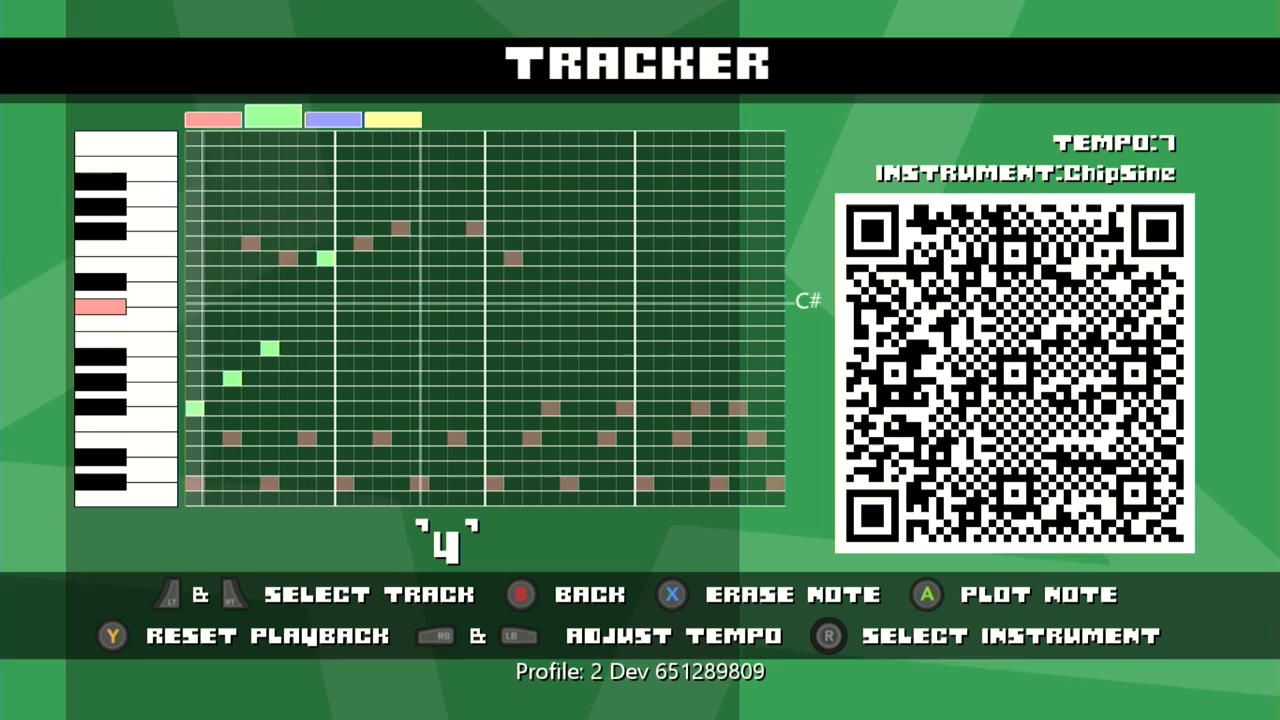 TRACKER
TEMPO:7
INSTRUMENT:ChipSine
C#
4
LT & RT SELECT TRACK B BACK X ERASE NOTE A PLOT NOTE
Y RESET PLAYBACK RB & LB ADJUST TEMPO R SELECT INSTRUMENT
Profile: 2 Dev 651289809